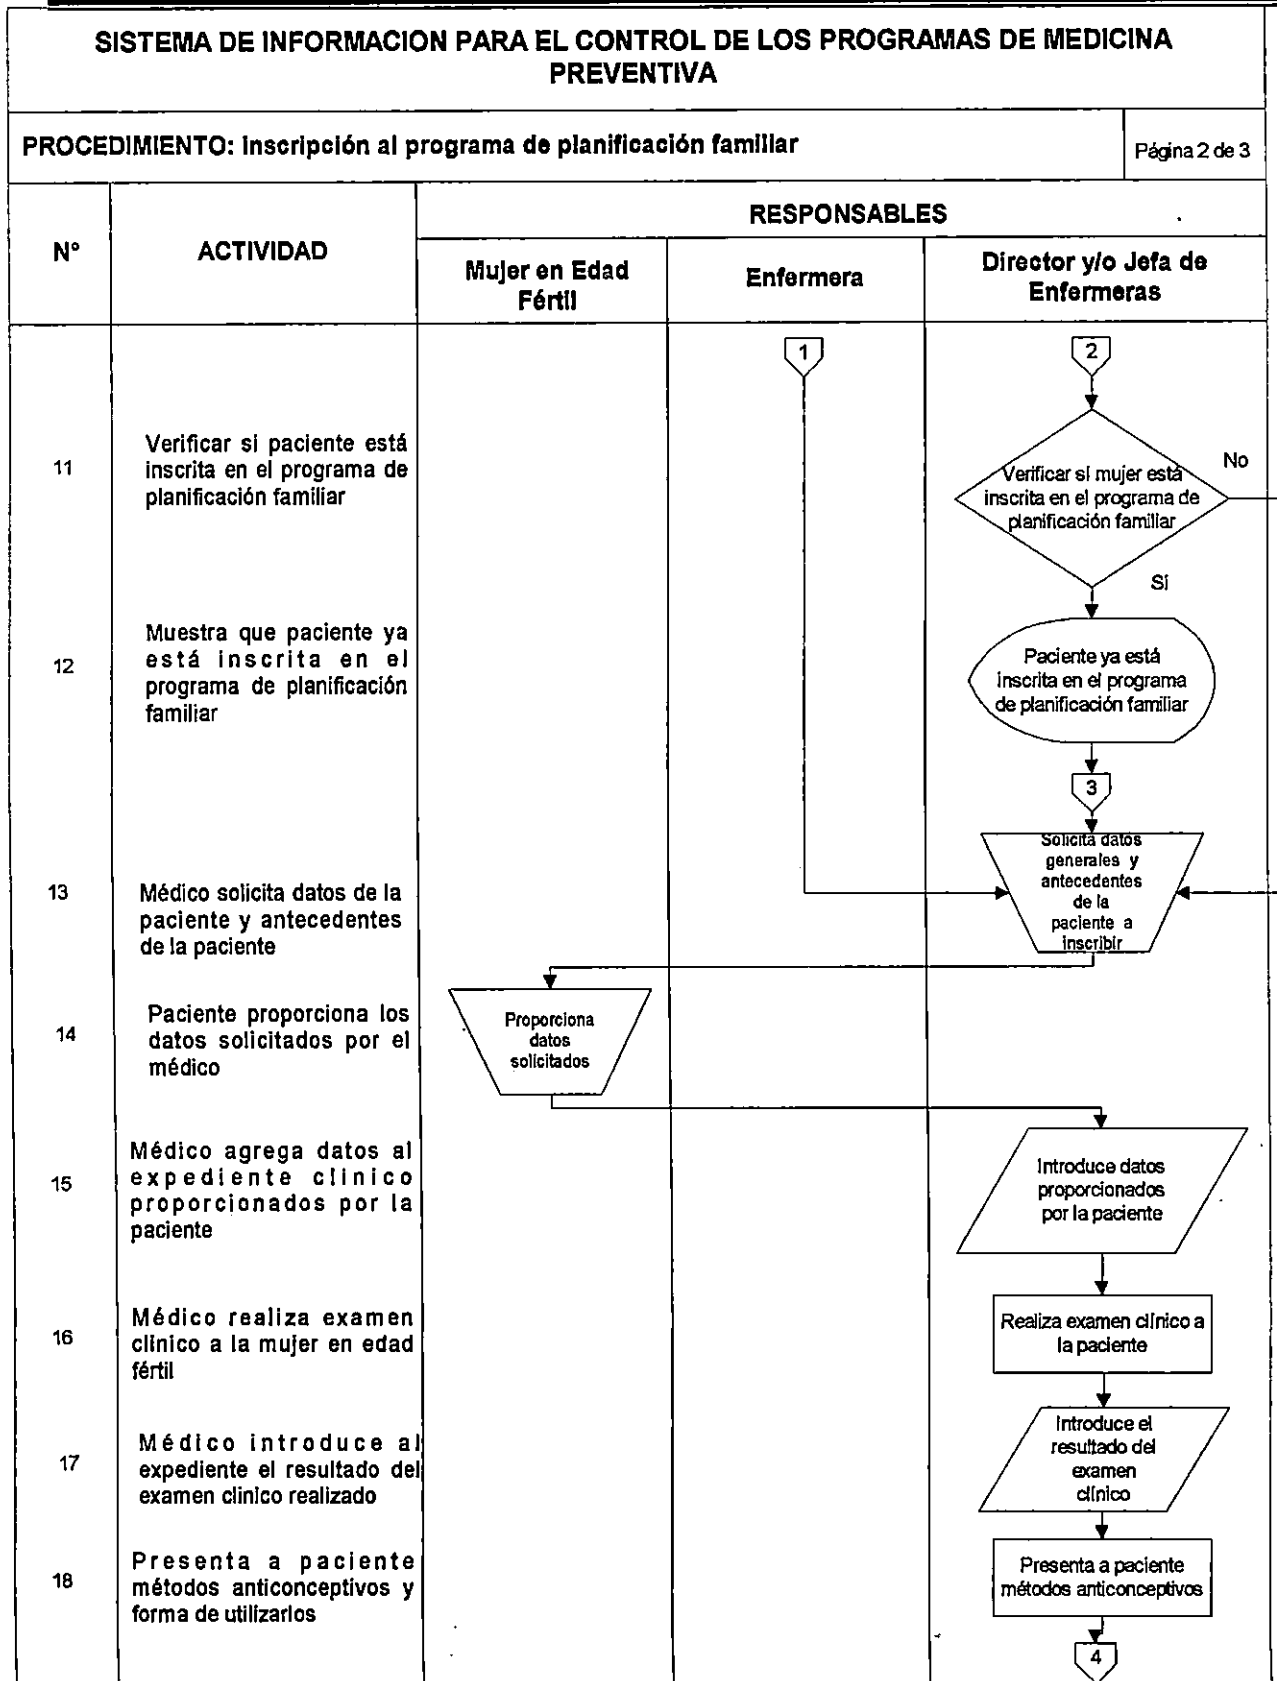 SISTEMA DE INFORMACION PARA EL CONTROL DE LOS PROGRAMAS DE MEDICINA
PREVENTIVA
PROCEDIMIENTO: Inscripción al programa de planificación familiar
Página 2 de 3
Nº
ACTIVIDAD
RESPONSABLES
Mujer en Edad
Fértil
Enfermera
Director y/o Jefa de
Enfermeras
1
2
11
Verificar si paciente está
inscrita en el programa de
planificación familiar
Verificar si mujer está
inscrita en el programa de
planificación familiar
No
Si
12
Muestra que paciente ya
está inscrita en el
programa de planificación
familiar
Paciente ya está
inscrita en el programa
de planificación familiar
3
13
Médico solicita datos de la
paciente y antecedentes
de la paciente
Solicita datos
generales y
antecedentes
de la
paciente a
inscribir
14
Paciente proporciona los
datos solicitados por el
médico
Proporciona
datos
solicitados
15
Médico agrega datos al
expediente clinico
proporcionados por la
paciente
Introduce datos
proporcionados
por la paciente
16
Médico realiza examen
clinico a la mujer en edad
fértil
Realiza examen clínico a
la paciente
17
Médico introduce al
expediente el resultado del
examen clinico realizado
Introduce el
resultado del
examen
clínico
18
Presenta a paciente
métodos anticonceptivos y
forma de utilizarlos
Presenta a paciente
métodos anticonceptivos
4